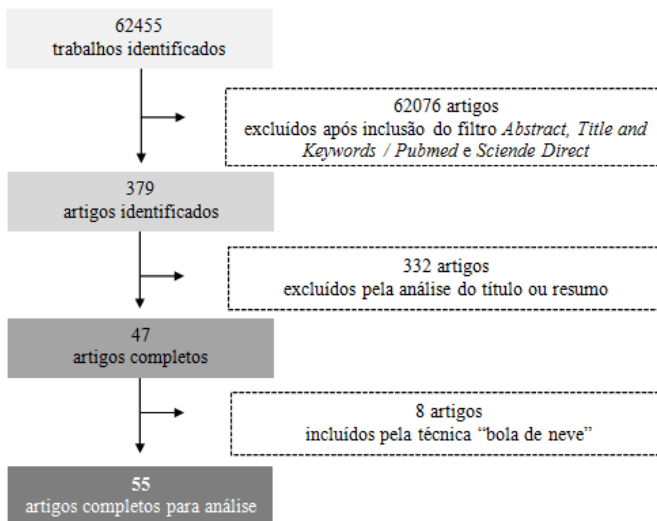 62455
trabalhos identificados
62076 artigos
excluídos após inclusão do filtro Abstract, Title and
Keywords / Pubmed e Sciende Direct
379
artigos identificados
332 artigos
excluídos pela análise do título ou resumo
47
artigos completos
8 artigos
incluídos pela técnica “bola de neve”
55
artigos completos para análise